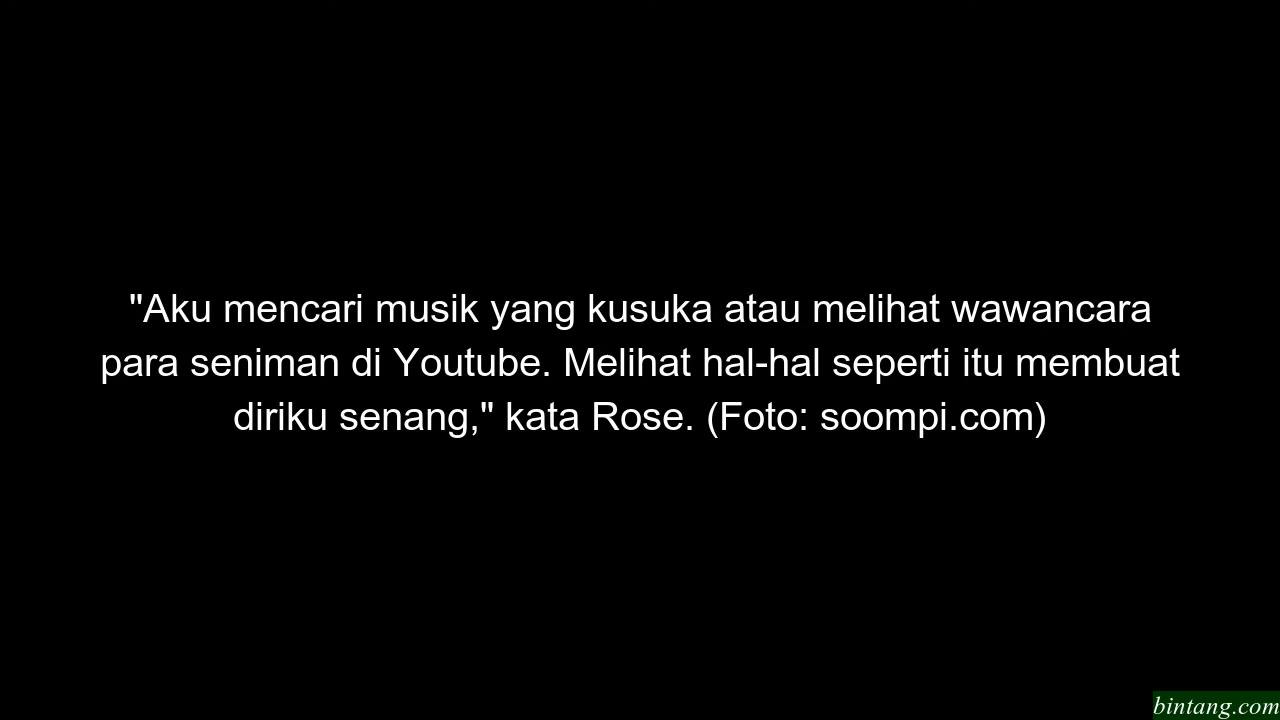 "Aku mencari musik yang kusuka atau melihat wawancara
para seniman di Youtube. Melihat hal-hal seperti itu membuat
diriku senang," kata Rose. (Foto: soompi.com)
bintang.com